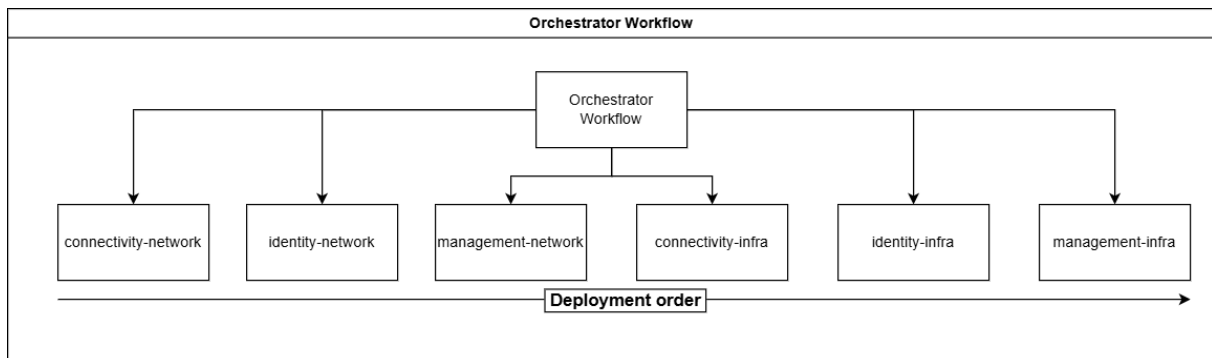 Orchestrator Workflow
Orchestrator
Workflow
connectivity-network
identity-network
management-network
connectivity-infra
identity-infra
management-infra
Deployment order